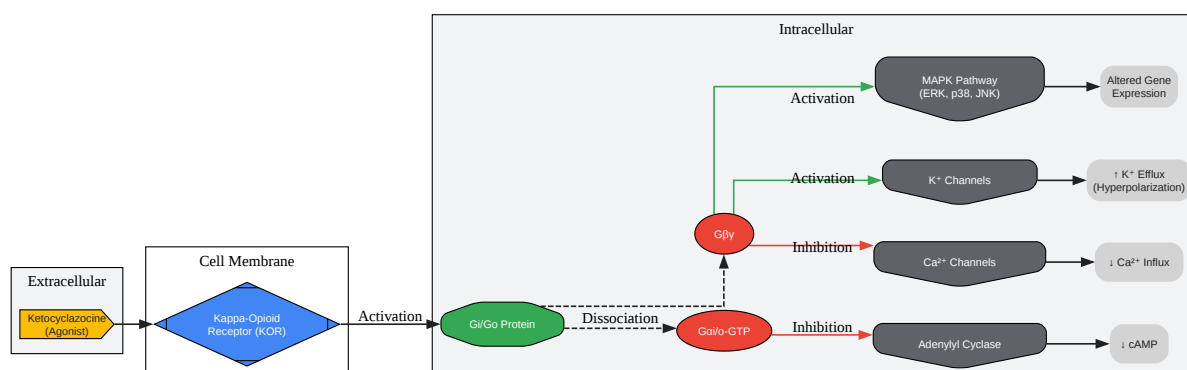 Intracellular
MAPK Pathway
(ERK, p38, JNK)
Altered Gene
Expression
Activation
K⁺ Channels
↑ K⁺ Efflux
(Hyperpolarization)
Activation
Gβγ
Inhibition
Ca²⁺ Channels
↓ Ca²⁺ Influx
Cell Membrane
Extracellular
Ketocyclazocine
(Agonist)
Kappa-Opioid
Receptor (KOR)
Activation
Gi/Go Protein
Dissociation
Gαi/o-GTP
Inhibition
Adenylyl Cyclase
↓ cAMP